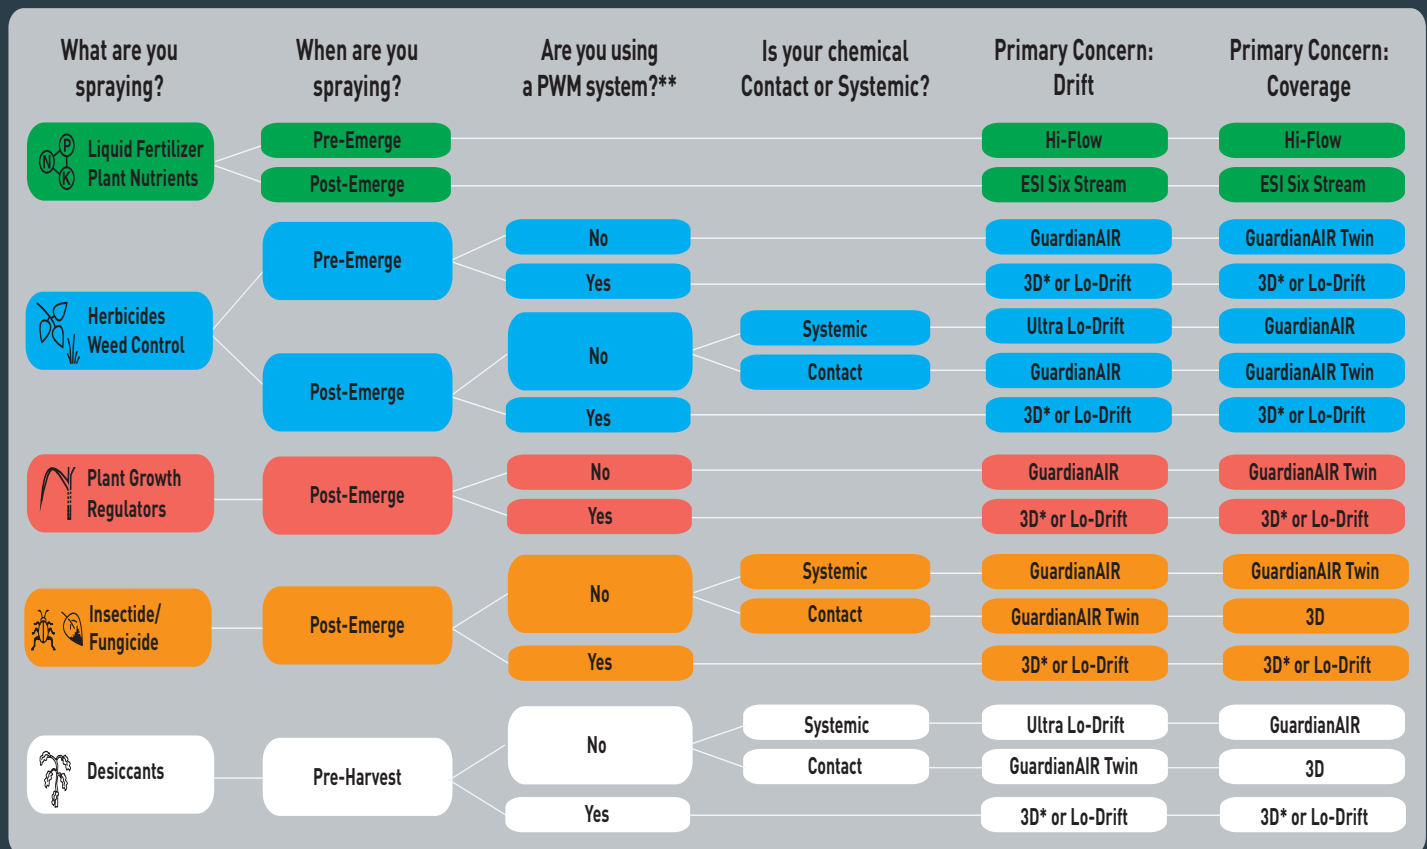 What are you
spraying?
When are you
spraying?
Are you using
a PWM system?**
Is your chemical
Contact or Systemic?
Primary Concern:
Drift
Primary Concern:
Coverage
N P K
Liquid Fertilizer
Plant Nutrients
Pre-Emerge
Hi-Flow
Hi-Flow
Post-Emerge
ESI Six Stream
ESI Six Stream
Herbicides
Weed Control
Pre-Emerge
No
GuardianAIR
GuardianAIR Twin
Yes
3D* or Lo-Drift
3D* or Lo-Drift
Post-Emerge
No
Systemic
Ultra Lo-Drift
GuardianAIR
Contact
GuardianAIR
GuardianAIR Twin
Yes
3D* or Lo-Drift
3D* or Lo-Drift
Plant Growth
Regulators
Post-Emerge
No
GuardianAIR
GuardianAIR Twin
Yes
3D* or Lo-Drift
3D* or Lo-Drift
Insectide/
Fungicide
Post-Emerge
No
Systemic
GuardianAIR
GuardianAIR Twin
Contact
GuardianAIR Twin
3D
Yes
3D* or Lo-Drift
3D* or Lo-Drift
Desiccants
Pre-Harvest
No
Systemic
Ultra Lo-Drift
GuardianAIR
Contact
GuardianAIR Twin
3D
Yes
3D* or Lo-Drift
3D* or Lo-Drift